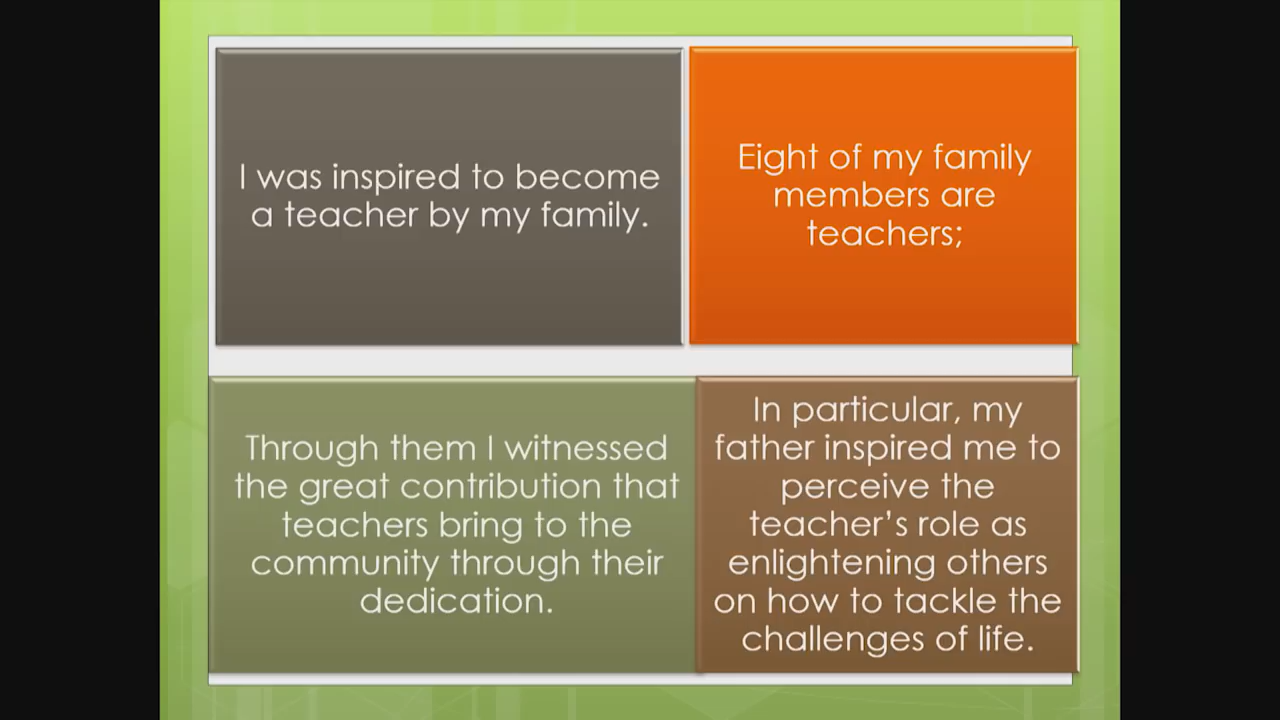 I was inspired to become
a teacher by my family.
Eight of my family
members are
teachers;
Through them I witnessed
the great contribution that
teachers bring to the
community through their
dedication.
In particular, my
father inspired me to
perceive the
teacher’s role as
enlightening others
on how to tackle the
challenges of life.